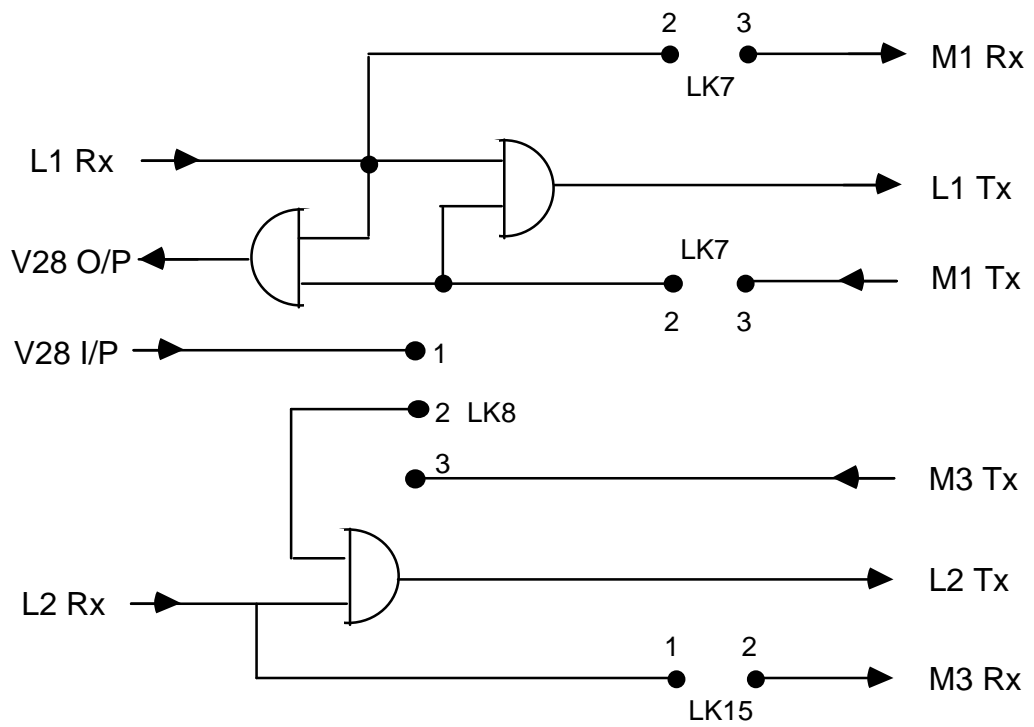 2 3
M1 Rx
LK7
L1 Rx
L1 Tx
LK7
V28 O/P
M1 Tx
2 3
V28 I/P
1
2 LK8
3
M3 Tx
L2 Tx
L2 Rx
1 2
M3 Rx
LK15